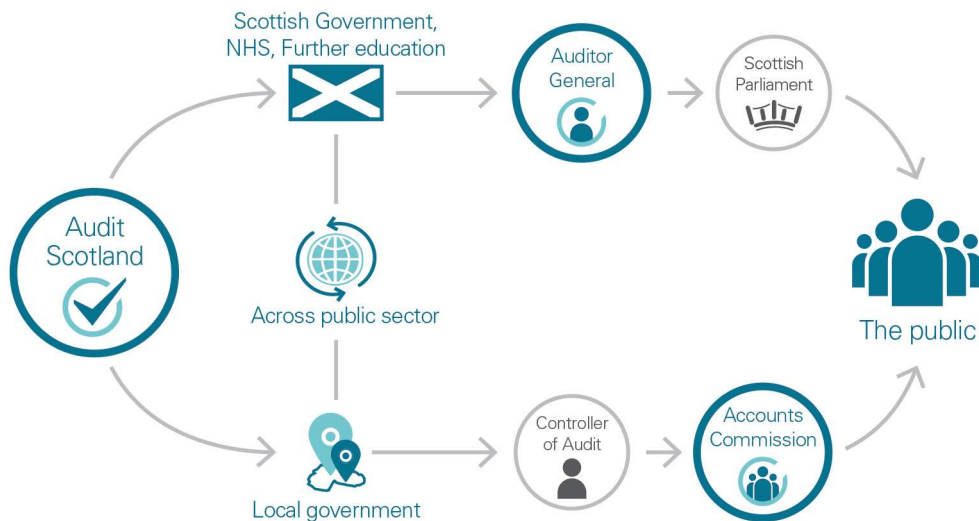 Scottish Government,
NHS, Further education
Auditor
General
Scottish
Parliament
Audit
Scotland
Across public sector
The public
Controller
of Audit
Accounts
Commission
Local government